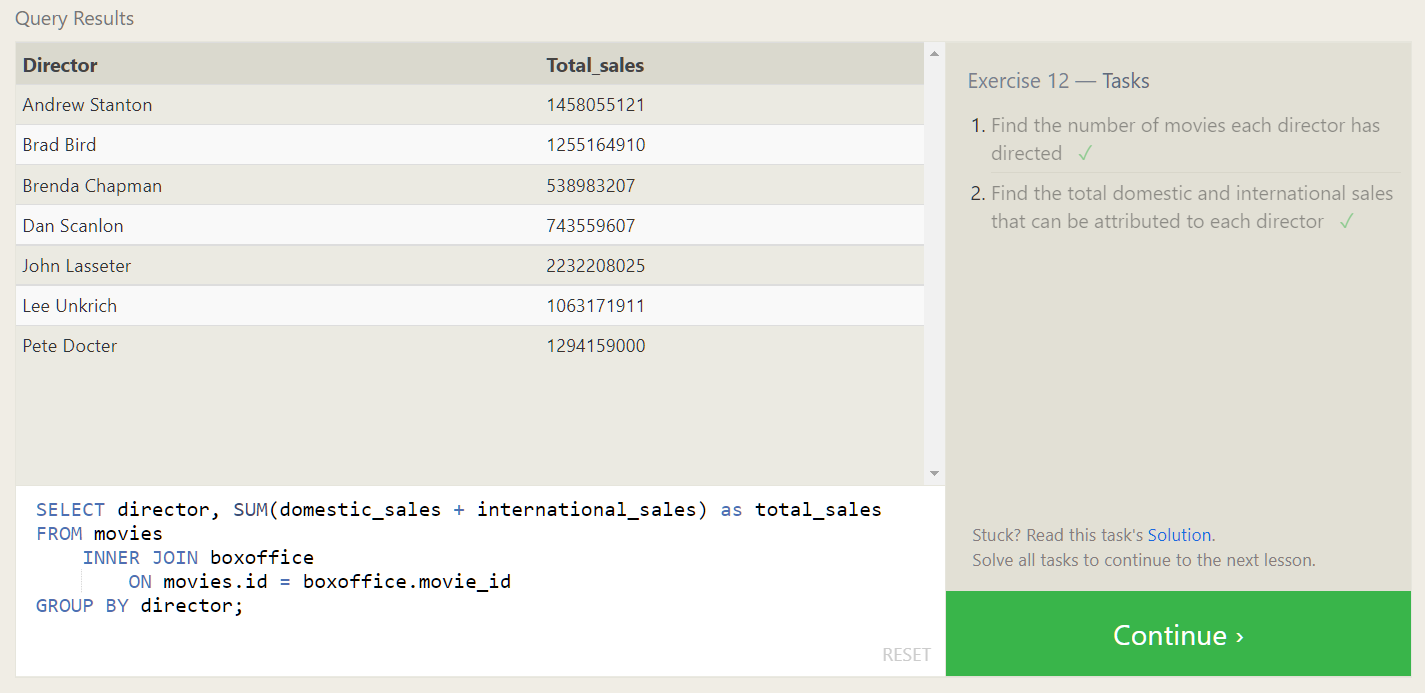 Query Results
Director Total_sales
Andrew Stanton 1458055121
Brad Bird 1255164910
Brenda Chapman 538983207
Dan Scanlon 743559607
John Lasseter 2232208025
Lee Unkrich 1063171911
Pete Docter 1294159000
SELECT director, SUM(domestic_sales + international_sales) as total_sales
FROM movies
    INNER JOIN boxoffice
        ON movies.id = boxoffice.movie_id
GROUP BY director;
RESET
Exercise 12 — Tasks
1. Find the number of movies each director has
directed ✓
2. Find the total domestic and international sales
that can be attributed to each director ✓
Stuck? Read this task's Solution.
Solve all tasks to continue to the next lesson.
Continue ›